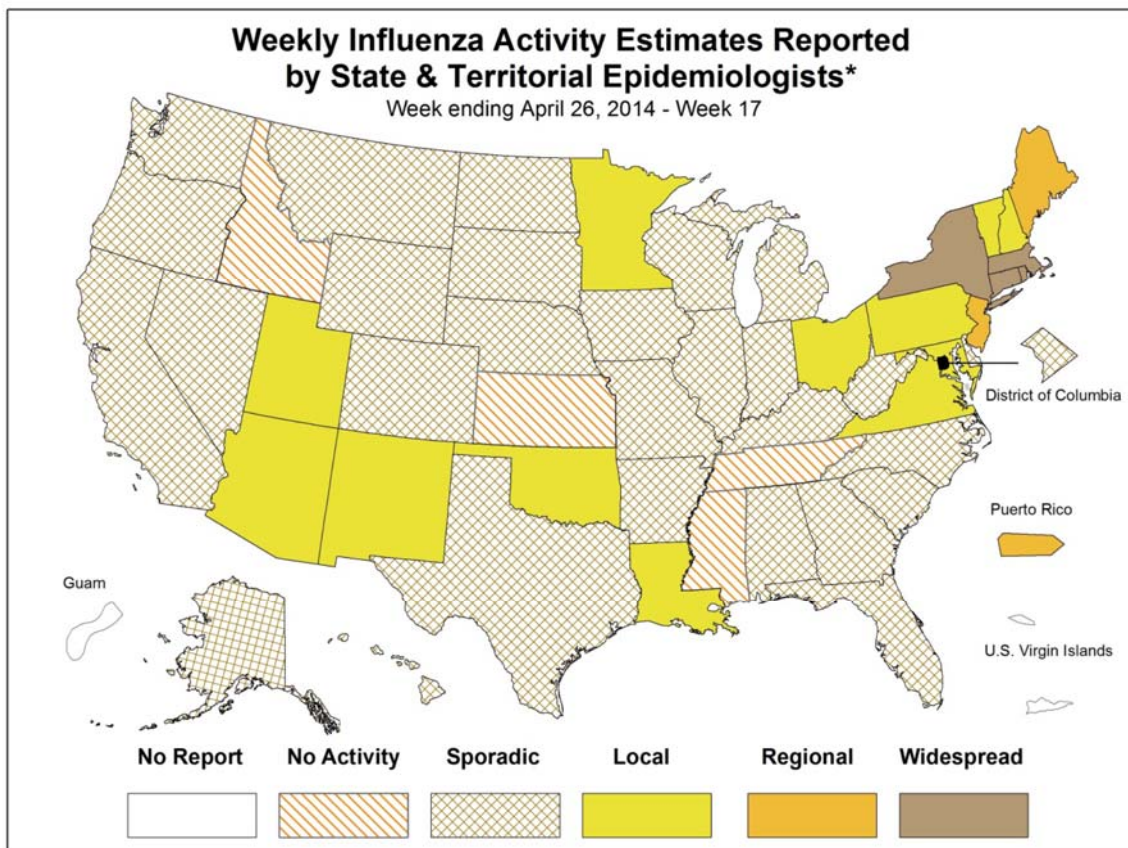 Weekly Influenza Activity Estimates Reported
by State & Territorial Epidemiologists*
Week ending April 26, 2014 - Week 17
District of Columbia
Puerto Rico
Guam
U.S. Virgin Islands
No Report No Activity Sporadic Local Regional Widespread